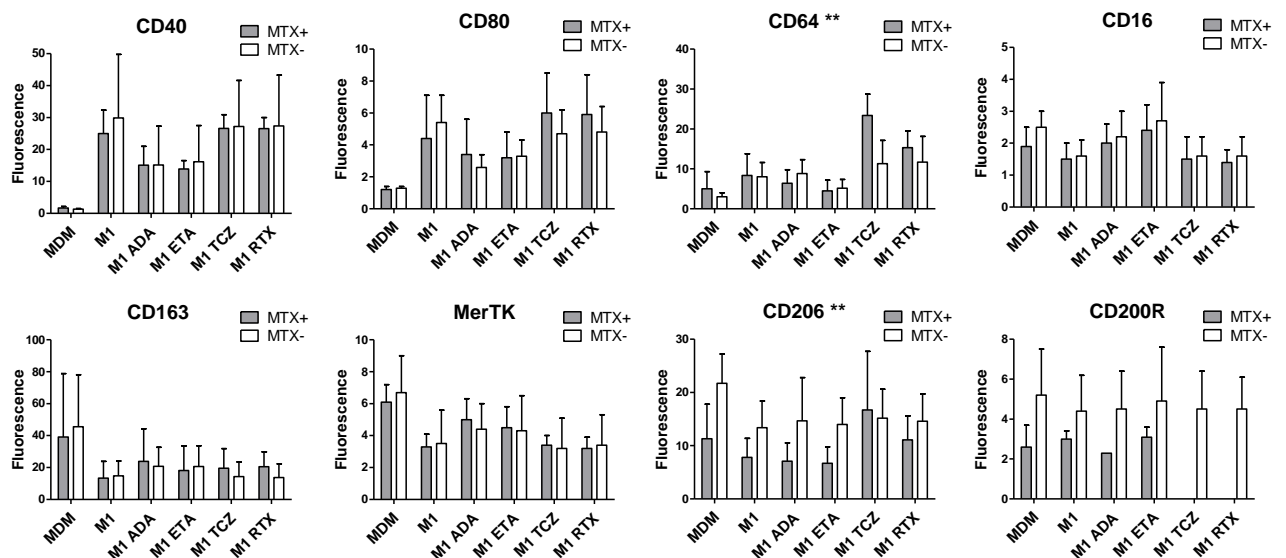 CD40
MTX+
MTX-
Fluorescence
50
40
30
20
10
0
MDM
M1
M1 ADA
M1 ETA
M1 TCZ
M1 RTX
CD80
MTX+
MTX-
Fluorescence
10
8
6
4
2
0
MDM
M1
M1 ADA
M1 ETA
M1 TCZ
M1 RTX
CD64 **
MTX+
MTX-
Fluorescence
40
30
20
10
0
MDM
M1
M1 ADA
M1 ETA
M1 TCZ
M1 RTX
CD16
MTX+
MTX-
Fluorescence
5
4
3
2
1
0
MDM
M1
M1 ADA
M1 ETA
M1 TCZ
M1 RTX
CD163
MTX+
MTX-
Fluorescence
100
80
60
40
20
0
MDM
M1
M1 ADA
M1 ETA
M1 TCZ
M1 RTX
MerTK
MTX+
MTX-
Fluorescence
10
8
6
4
2
0
MDM
M1
M1 ADA
M1 ETA
M1 TCZ
M1 RTX
CD206 **
MTX+
MTX-
Fluorescence
30
20
10
0
MDM
M1
M1 ADA
M1 ETA
M1 TCZ
M1 RTX
CD200R
MTX+
MTX-
Fluorescence
8
6
4
2
0
MDM
M1
M1 ADA
M1 ETA
M1 TCZ
M1 RTX